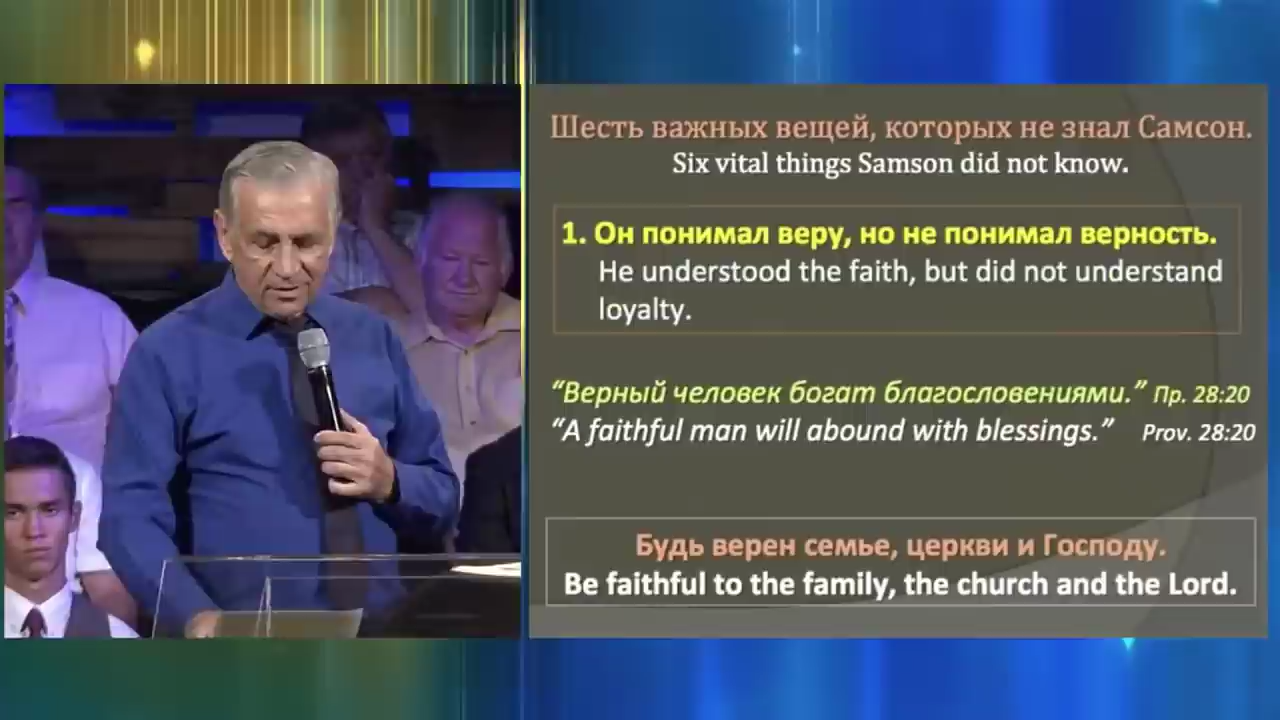 Шесть важных вещей, которых не знал Самсон.
Six vital things Samson did not know.
1. Он понимал веру, но не понимал верность.
He understood the faith, but did not understand
loyalty.
“Верный человек богат благословениями.” Пр. 28:20
“A faithful man will abound with blessings.” Prov. 28:20
Будь верен семье, церкви и Господу.
Be faithful to the family, the church and the Lord.